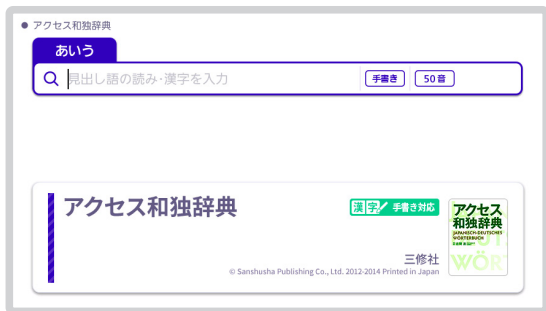 アクセス和独辞典
あいう
見出し語の読み・漢字を入力
手書き
50音
アクセス和独辞典
漢字 手書き対応
三修社
© Sanshusha Publishing Co., Ltd. 2012-2014 Printed in Japan
アクセス
和独辞典
JAPANISCH-DEUTSCHES
WÖRTERBUCH
WÖR